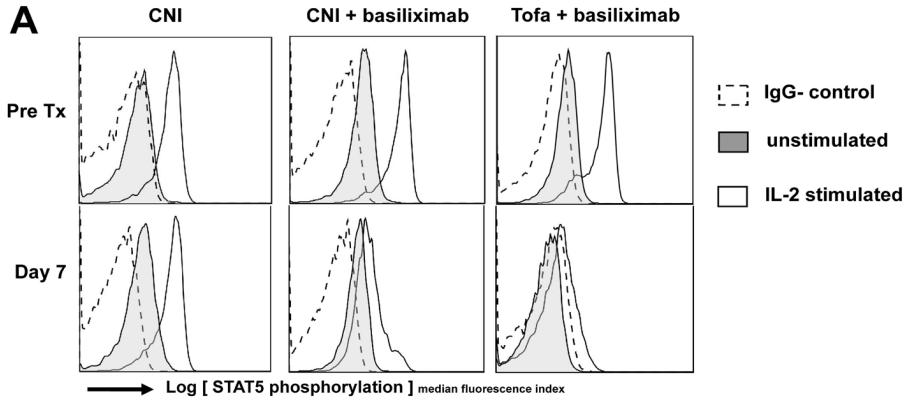 A
CNI
CNI + basiliximab
Tofa + basiliximab
Pre Tx
IgG- control
unstimulated
IL-2 stimulated
Day 7
Log [ STAT5 phosphorylation ] median fluorescence index